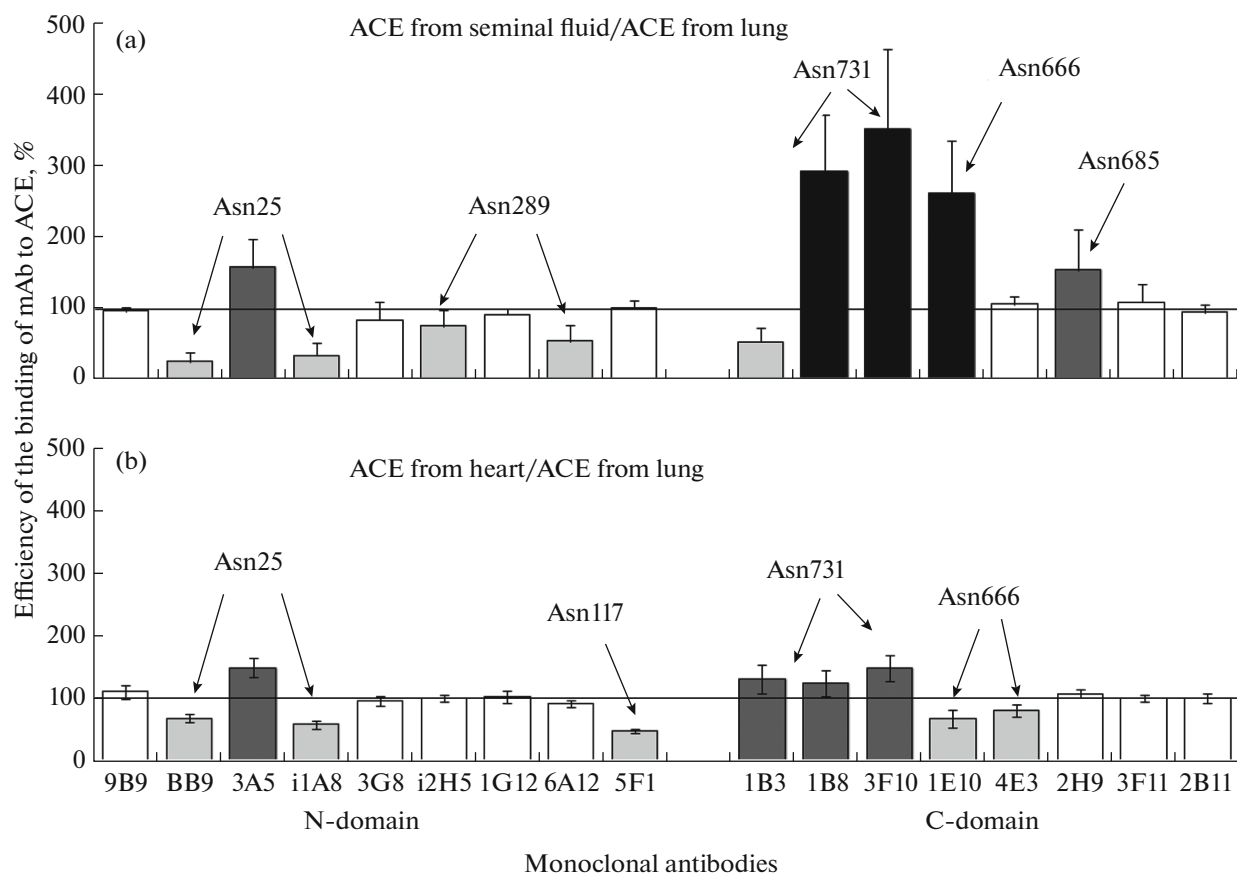 Efficiency of the binding of mAb to ACE, %
(a)
ACE from seminal fluid/ACE from lung
500
400
300
200
100
0
Asn25
Asn289
Asn731
Asn666
Asn685
(b)
ACE from heart/ACE from lung
500
400
300
200
100
0
Asn25
Asn117
Asn731
Asn666
9B9 BB9 3A5 i1A8 3G8 i2H5 1G12 6A12 5F1 1B3 1B8 3F10 1E10 4E3 2H9 3F11 2B11
N-domain C-domain
Monoclonal antibodies